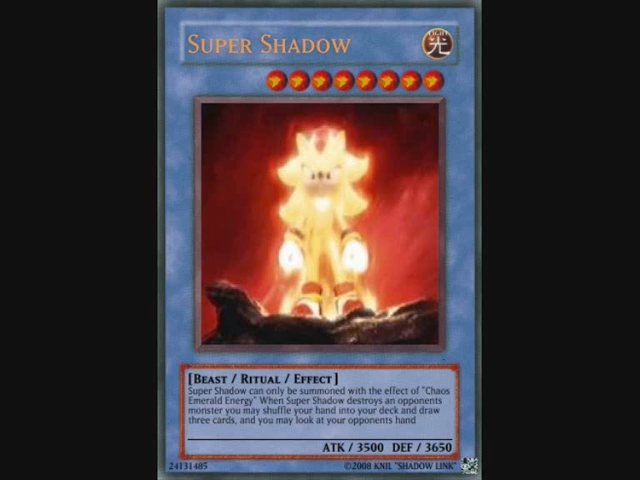 Super Shadow
LIGHT
光
[Beast / Ritual / Effect]
Super Shadow can only be summoned with the effect of "Chaos
Emerald Energy" When Super Shadow destroys an opponents
monster you may shuffle your hand into your deck and draw
three cards, and you may look at your opponents hand
ATK / 3500 DEF / 3650
24131485
©2008 KNIL "SHADOW LINK"